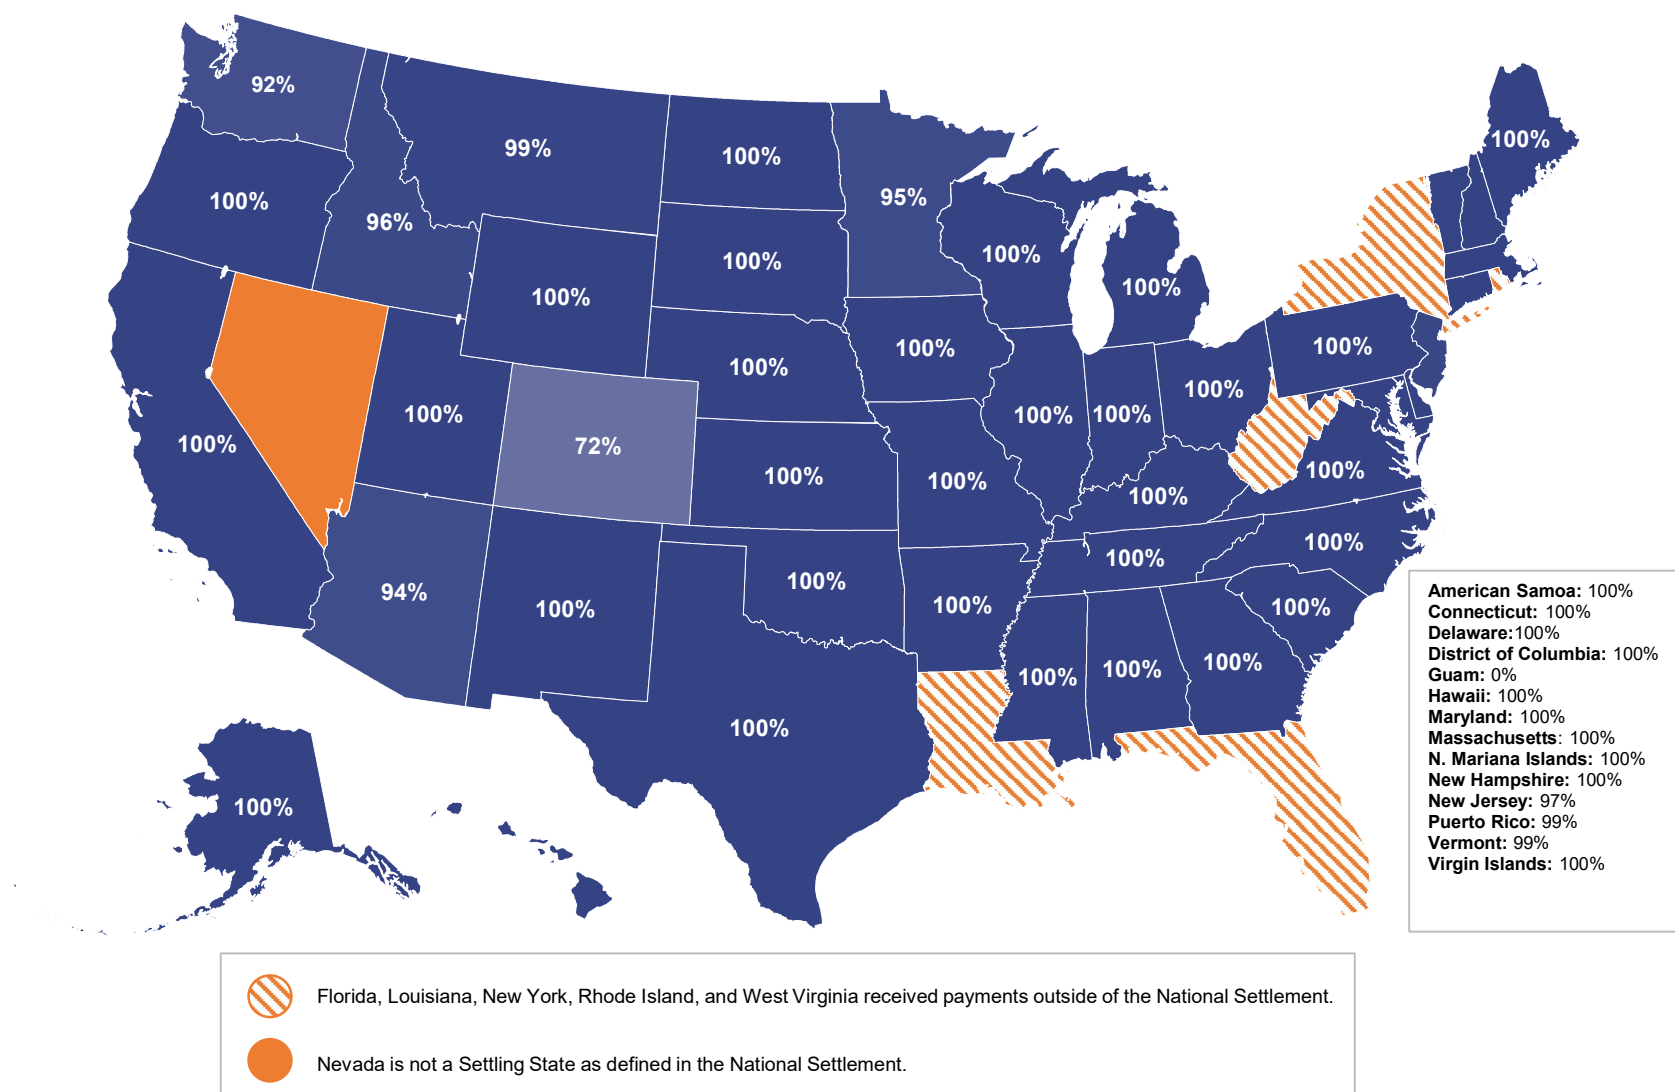 92%
99%
100%
100%
95%
100%
96%
100%
100%
100%
100%
100%
100%
100%
100%
100%
100%
100%
72%
100%
100%
100%
100%
100%
100%
100%
100%
100%
94%
100%
100%
100%
100%
100%
100%
100%
100%
100%
American Samoa: 100%
Connecticut: 100%
Delaware:100%
District of Columbia: 100%
Guam: 0%
Hawaii: 100%
Maryland: 100%
Massachusetts: 100%
N. Mariana Islands: 100%
New Hampshire: 100%
New Jersey: 97%
Puerto Rico: 99%
Vermont: 99%
Virgin Islands: 100%
Florida, Louisiana, New York, Rhode Island, and West Virginia received payments outside of the National Settlement.
Nevada is not a Settling State as defined in the National Settlement.